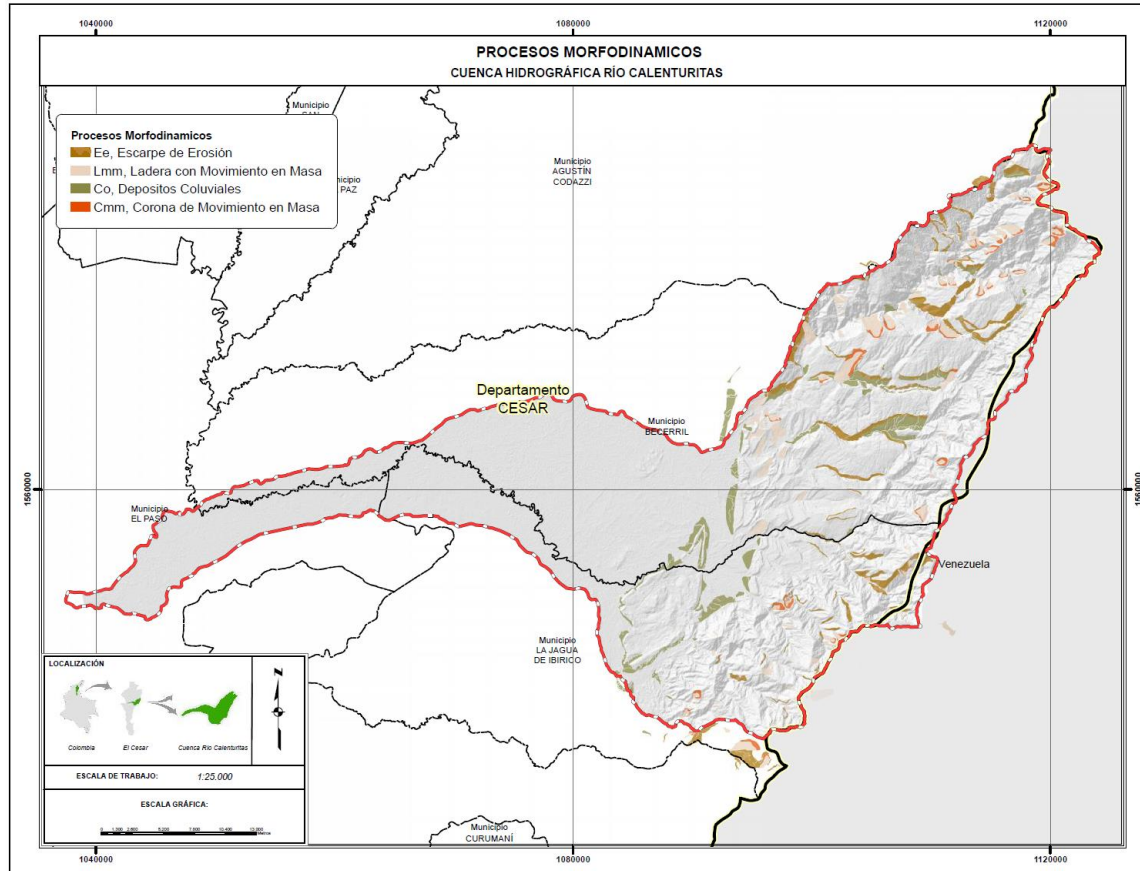 1040000
1080000
1120000
PROCESOS MORFODINAMICOS
CUENCA HIDROGRÁFICA RÍO CALENTURITAS
Municipio
Procesos Morfodinamicos
Ee, Escarpe de Erosión
Lmm, Ladera con Movimiento en Masa
Co, Depositos Coluviales
Cmm, Corona de Movimiento en Masa
PAZ
Municipio
AGUSTÍN
CODAZZI
Departamento
CESAR
Municipio
BECERRIL
1560000
1560000
Municipio
EL PASO
Venezuela
Municipio
LA JAGUA
DE IBIRICO
LOCALIZACIÓN
N
Colombia
El Cesar
Cuenca Río Calenturitas
ESCALA DE TRABAJO: 1:25.000
ESCALA GRÁFICA:
Municipio
CURUMANÍ
1040000
1080000
1120000